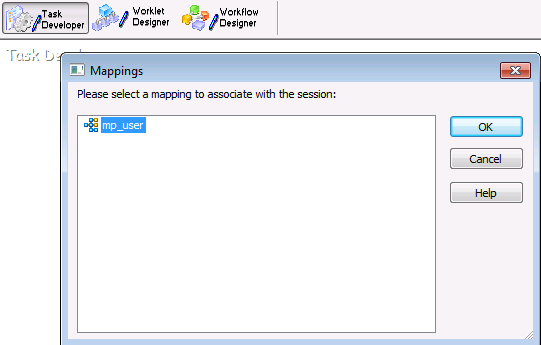 Task
Developer
Worklet
Designer
Workflow
Designer
Task De
Mappings
Please select a mapping to associate with the session:
mp_user
OK
Cancel
Help